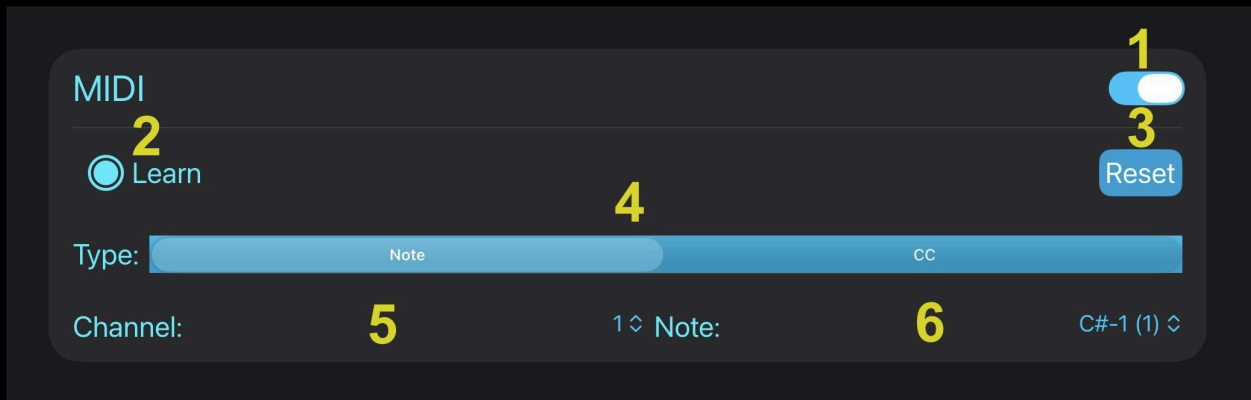 1
MIDI
2
3
Learn
Reset
4
Type: Note CC
Channel: 5 1 Note: 6 C#-1 (1)